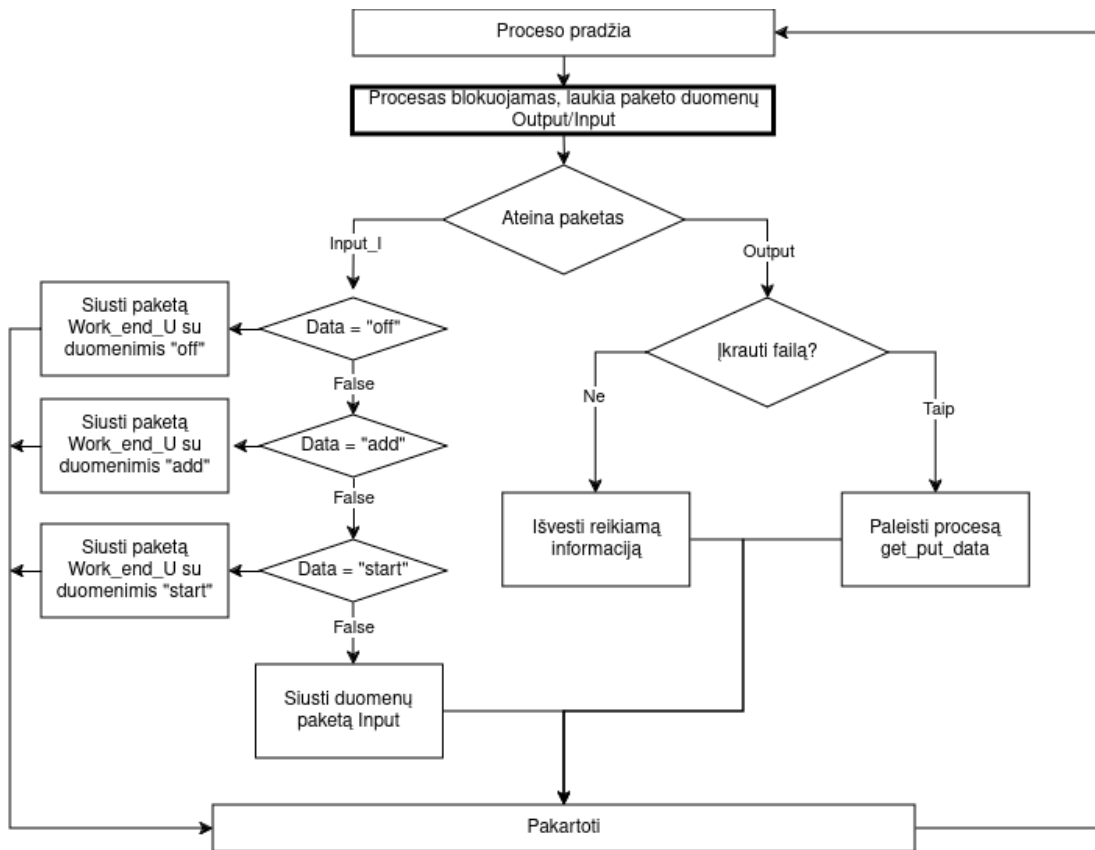 Proceso pradžia
Procesas blokuojamas, laukia paketo duomenų
Output/Input
Ateina paketas
Input_I
Output
Siusti paketą
Work_end_U su
duomenimis "off"
Data = "off"
Įkrauti failą?
False
Ne
Taip
Siusti paketą
Work_end_U su
duomenimis "add"
Data = "add"
False
Išvesti reikiamą
informaciją
Paleisti procesą
get_put_data
Siusti paketą
Work_end_U su
duomenimis "start"
Data = "start"
False
Siusti duomenų
paketą Input
Pakartoti